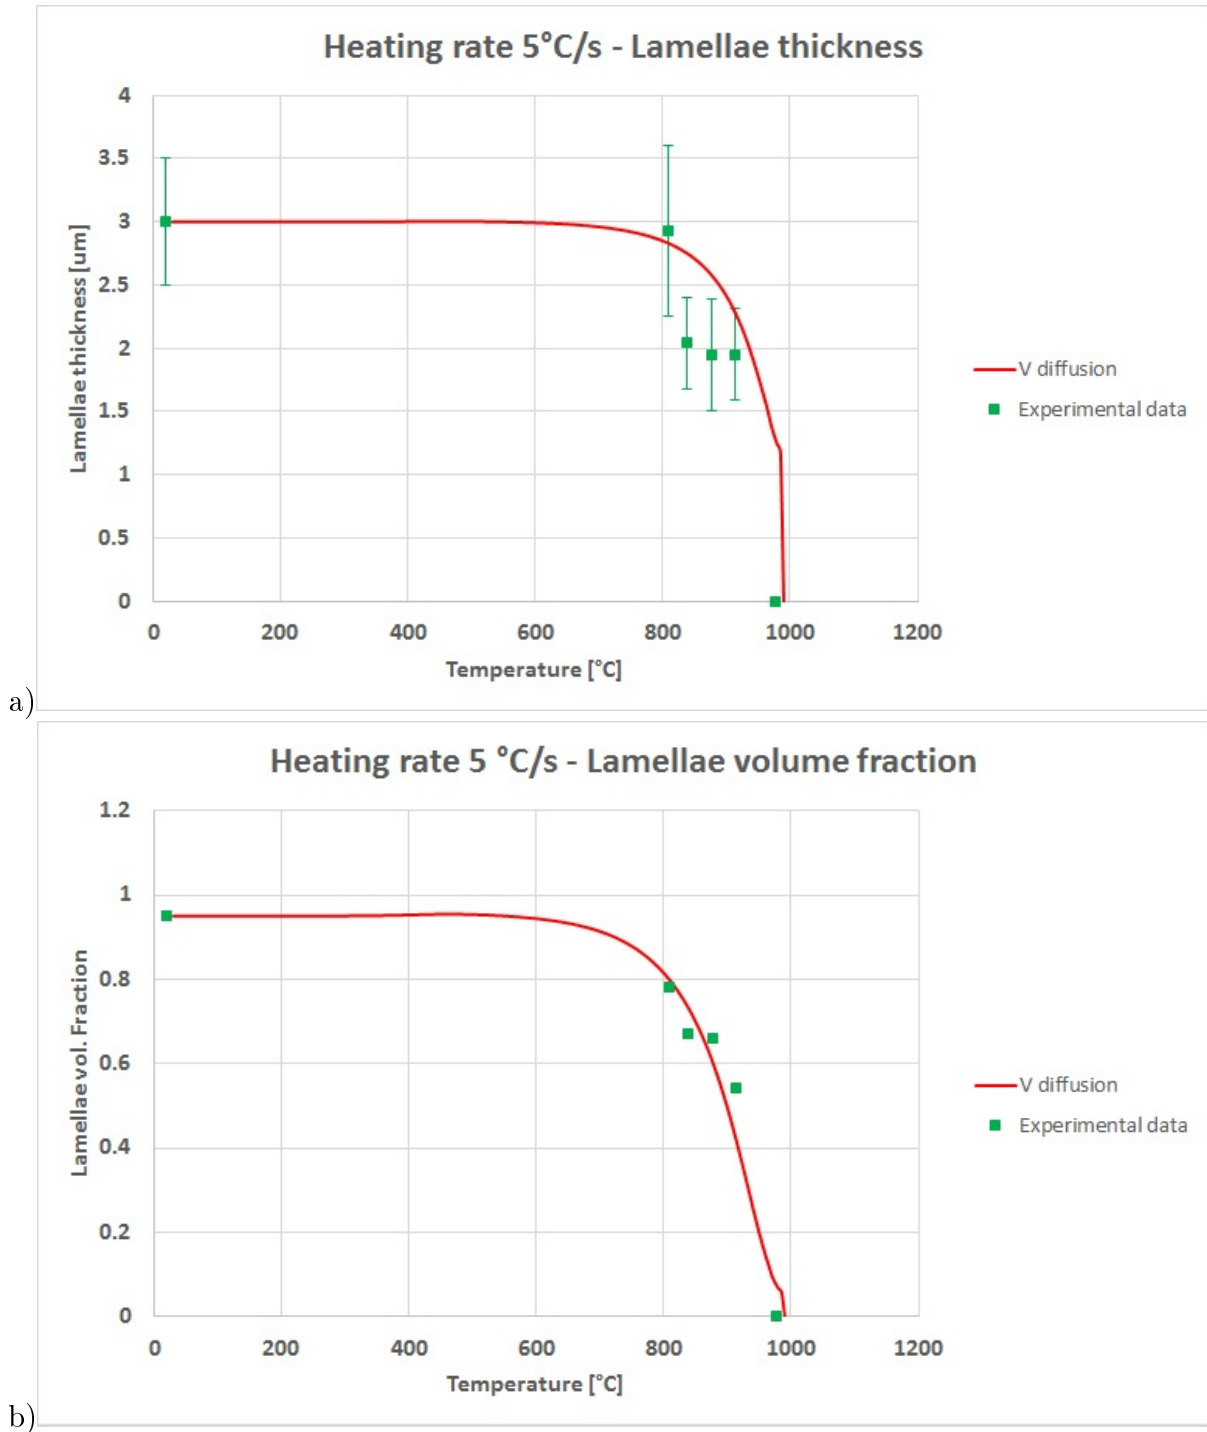 Heating rate 5°C/s - Lamellae thickness
4
3.5
3
2.5
2
1.5
1
0.5
0
Lamellae thickness [um]
0 200 400 600 800 1000 1200
Temperature [°C]
V diffusion
Experimental data
a)
Heating rate 5 °C/s - Lamellae volume fraction
1.2
1
0.8
0.6
0.4
0.2
0
Lamellae vol. Fraction
0 200 400 600 800 1000 1200
Temperature [°C]
V diffusion
Experimental data
b)